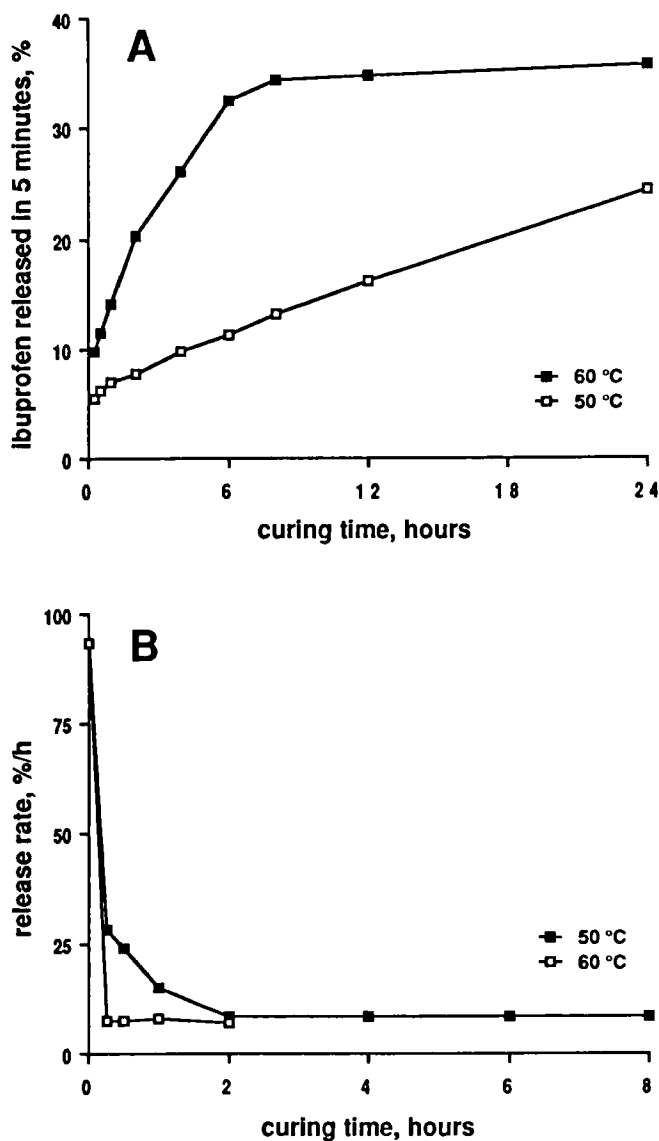 A
ibuprofen released in 5 minutes, %
40
30
20
10
0
0 6 12 18 24
60 °C
50 °C
curing time, hours
B
release rate, %/h
100
75
50
25
0
0 2 4 6 8
50 °C
60 °C
curing time, hours